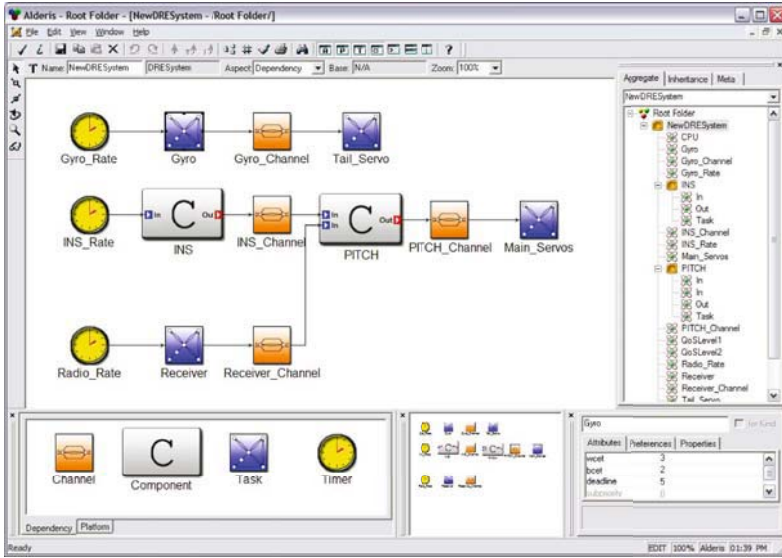 Alderis - Root Folder - [NewDRESystem - /Root Folder/]
File Edit View Window Help
Name: NewDRESystem DRESystem Aspect: Dependency Base: N/A Zoom: 100%
Aggregate Inheritance Meta
NewDRESystem
Root Folder
NewDRESystem
CPU
Gyro
Gyro_Channel
Gyro_Rate
INS
In
Out
Task
INS_Channel
INS_Rate
Main_Servos
PITCH
In
In
Out
Task
PITCH_Channel
QoSLevel1
QoSLevel2
Radio_Rate
Receiver
Receiver_Channel
Tail_Servo
Gyro_Rate Gyro Gyro_Channel Tail_Servo
In C Out
In C Out
In
INS_Rate INS INS_Channel PITCH PITCH_Channel Main_Servos
Radio_Rate Receiver Receiver_Channel
C
Channel Component Task Timer
Dependency Platform
Gyro for Kind
Attributes Preferences Properties
wcet 3
bcet 2
deadline 5
subpriority 0
Ready EDIT 100% Alderis 01:39 PM